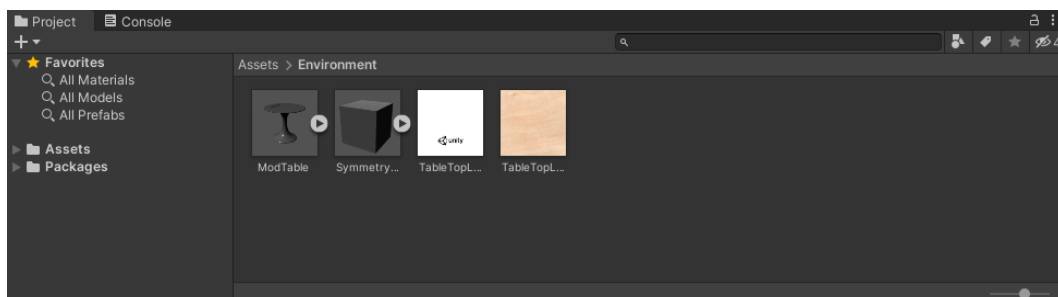 Project Console
Favorites
All Materials
All Models
All Prefabs
Assets
Packages
Assets > Environment
unity
ModTable Symmetry... TableTopL... TableTopL...